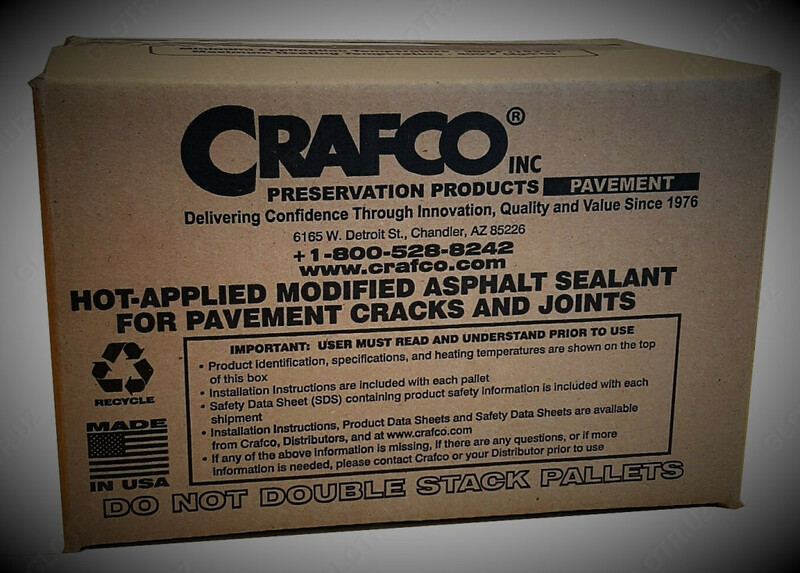 Minimum Application Temperature
Maximum Heating Temperature
CRAFCO®
INC
PRESERVATION PRODUCTS PAVEMENT
Delivering Confidence Through Innovation, Quality and Value Since 1976
6165 W. Detroit St., Chandler, AZ 85226
+1-800-528-8242
www.crafco.com
HOT-APPLIED MODIFIED ASPHALT SEALANT
FOR PAVEMENT CRACKS AND JOINTS
IMPORTANT: USER MUST READ AND UNDERSTAND PRIOR TO USE
• Product identification, specifications, and heating temperatures are shown on the top
of this box
• Installation Instructions are included with each pallet
• Safety Data Sheet (SDS) containing product safety information is included with each
shipment
• Installation Instructions, Product Data Sheets and Safety Data Sheets are available
from Crafco, Distributors, and at www.crafco.com
• If any of the above information is missing, If there are any questions, or if more
information is needed, please contact Crafco or your Distributor prior to use
RECYCLE
MADE
IN USA
DO NOT DOUBLE STACK PALLETS